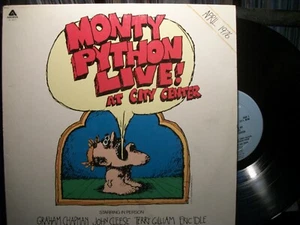 APRIL 1976
MONTY
PYTHON
LIVE!
AT CITY CENTER
GRAHAM CHAPMAN JOHN CLEESE TERRY GILLIAM ERIC IDLE